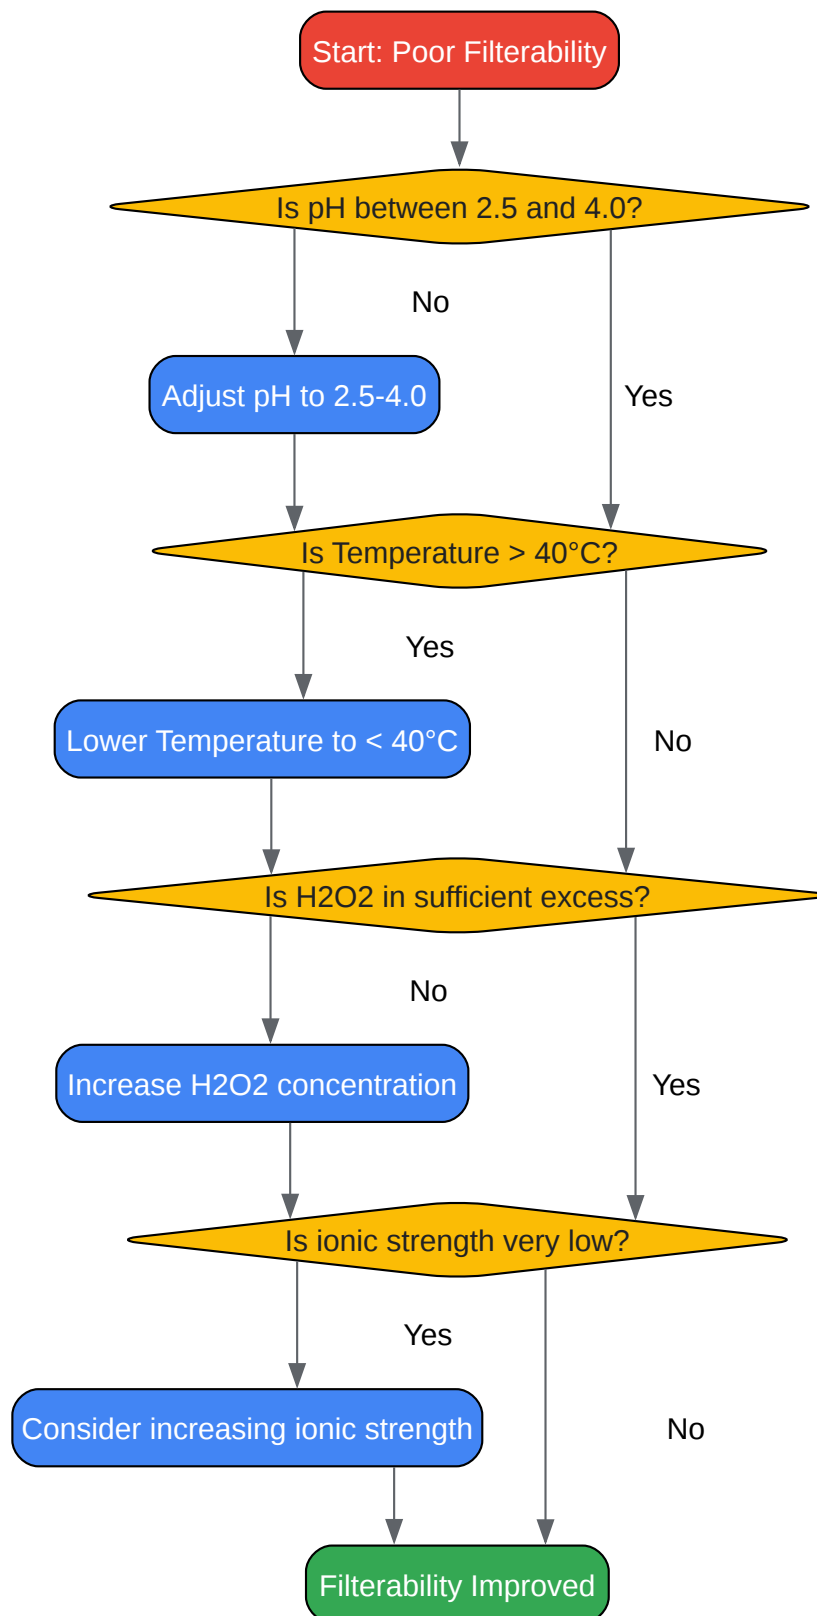 Start: Poor Filterability
Is pH between 2.5 and 4.0?
No
Adjust pH to 2.5-4.0
Yes
Is Temperature > 40°C?
Yes
Lower Temperature to < 40°C
No
Is H2O2 in sufficient excess?
No
Increase H2O2 concentration
Yes
Is ionic strength very low?
Yes
Consider increasing ionic strength
No
Filterability Improved